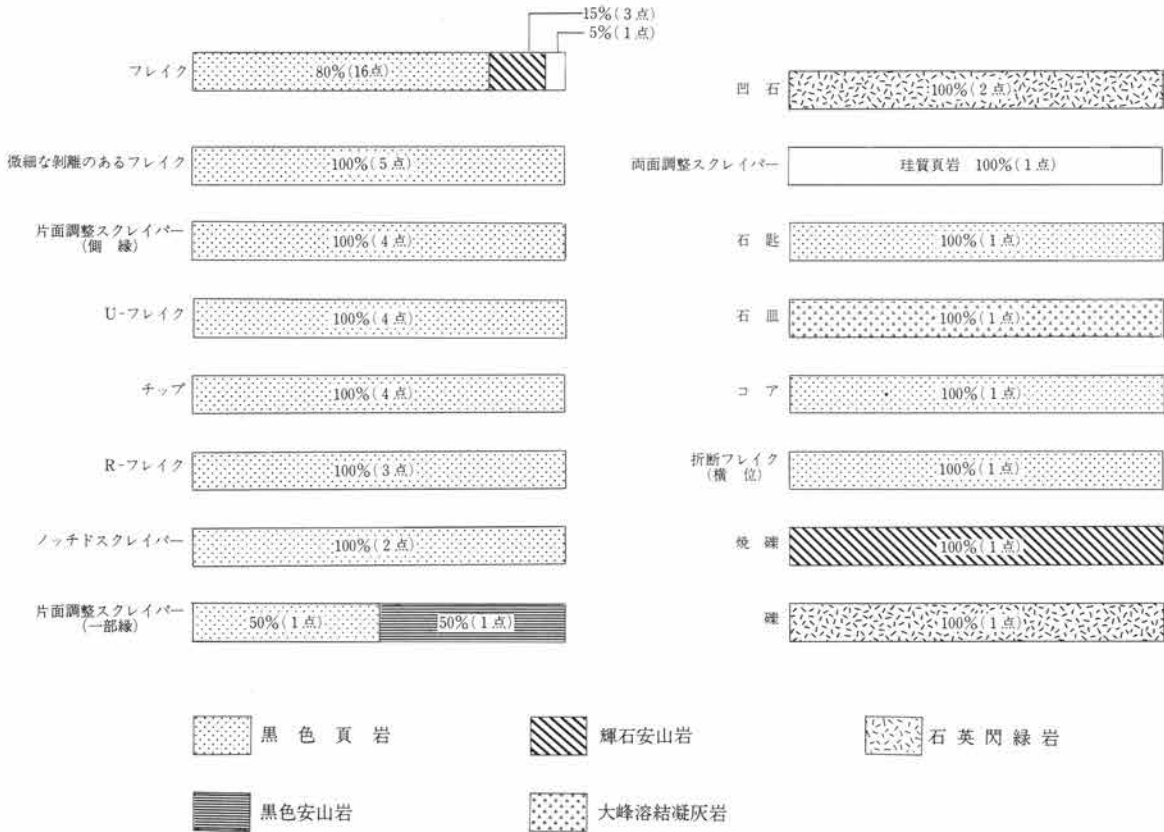 15%(3点)
5%(1点)
フレイク
80%(16点)
微細な剝離のあるフレイク
100%(5点)
片面調整スクレイパー
(側 縁)
100%(4点)
U-フレイク
100%(4点)
チップ
100%(4点)
R-フレイク
100%(3点)
ノッチドスクレイパー
100%(2点)
片面調整スクレイパー
(一部縁)
50%(1点)
50%(1点)
凹 石
100%(2点)
両面調整スクレイパー
珪質頁岩 100%(1点)
石 匙
100%(1点)
石 皿
100%(1点)
コ ア
100%(1点)
折断フレイク
(横 位)
100%(1点)
焼 礫
100%(1点)
礫
100%(1点)
黒 色 頁 岩
輝石安山岩
石 英 閃 緑 岩
黒色安山岩
大峰溶結凝灰岩